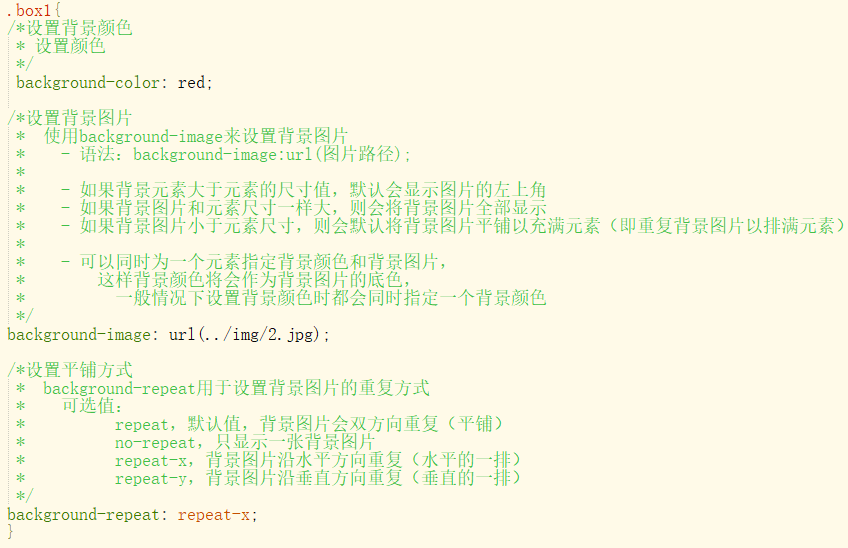 .box1{
/*设置背景颜色
 * 设置颜色
 */
 background-color: red;

/*设置背景图片
 *  使用background-image来设置背景图片
 *    - 语法：background-image:url(图片路径);
 *
 *    - 如果背景元素大于元素的尺寸值，默认会显示图片的左上角
 *    - 如果背景图片和元素尺寸一样大，则会将背景图片全部显示
 *    - 如果背景图片小于元素尺寸，则会默认将背景图片平铺以充满元素（即重复背景图片以排满元素）
 *
 *    - 可以同时为一个元素指定背景颜色和背景图片，
 *        这样背景颜色将会作为背景图片的底色，
 *          一般情况下设置背景颜色时都会同时指定一个背景颜色
 */
background-image: url(../img/2.jpg);

/*设置平铺方式
 *  background-repeat用于设置背景图片的重复方式
 *    可选值：
 *          repeat，默认值，背景图片会双方向重复（平铺）
 *          no-repeat，只显示一张背景图片
 *          repeat-x，背景图片沿水平方向重复（水平的一排）
 *          repeat-y，背景图片沿垂直方向重复（垂直的一排）
 */
background-repeat: repeat-x;
}